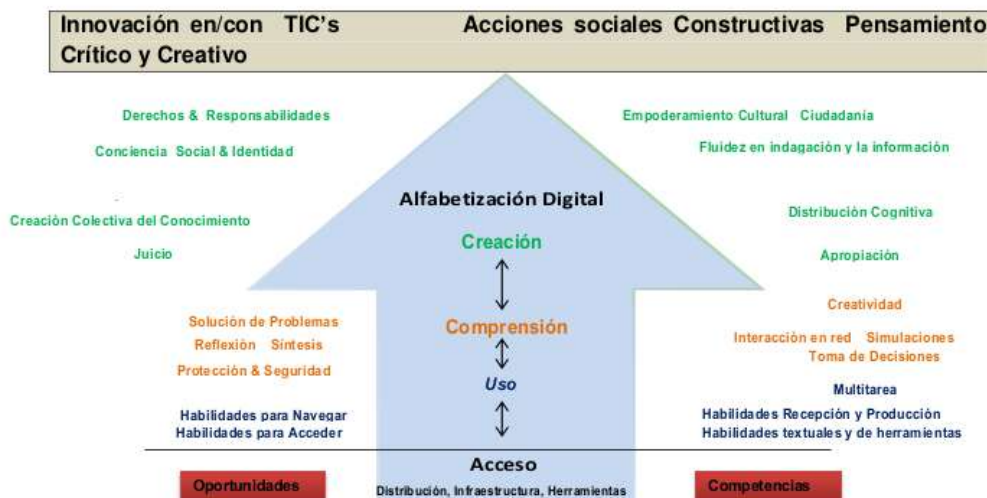 Innovación en/con TIC's Acciones sociales Constructivas Pensamiento
Crítico y Creativo
Derechos & Responsabilidades
Empoderamiento Cultural Ciudadanía
Conciencia Social & Identidad
Fluidez en indagación y la información
Alfabetización Digital
Creación Colectiva del Conocimiento
Distribución Cognitiva
Creación
Juicio
Apropiación
Creatividad
Solución de Problemas
Comprensión
Interacción en red Simulaciones
Reflexión Síntesis
Toma de Decisiones
Protección & Seguridad
Uso
Multitarea
Habilidades para Navegar
Habilidades Recepción y Producción
Habilidades para Acceder
Habilidades textuales y de herramientas
Acceso
Oportunidades
Distribución, Infraestructura, Herramientas
Competencias